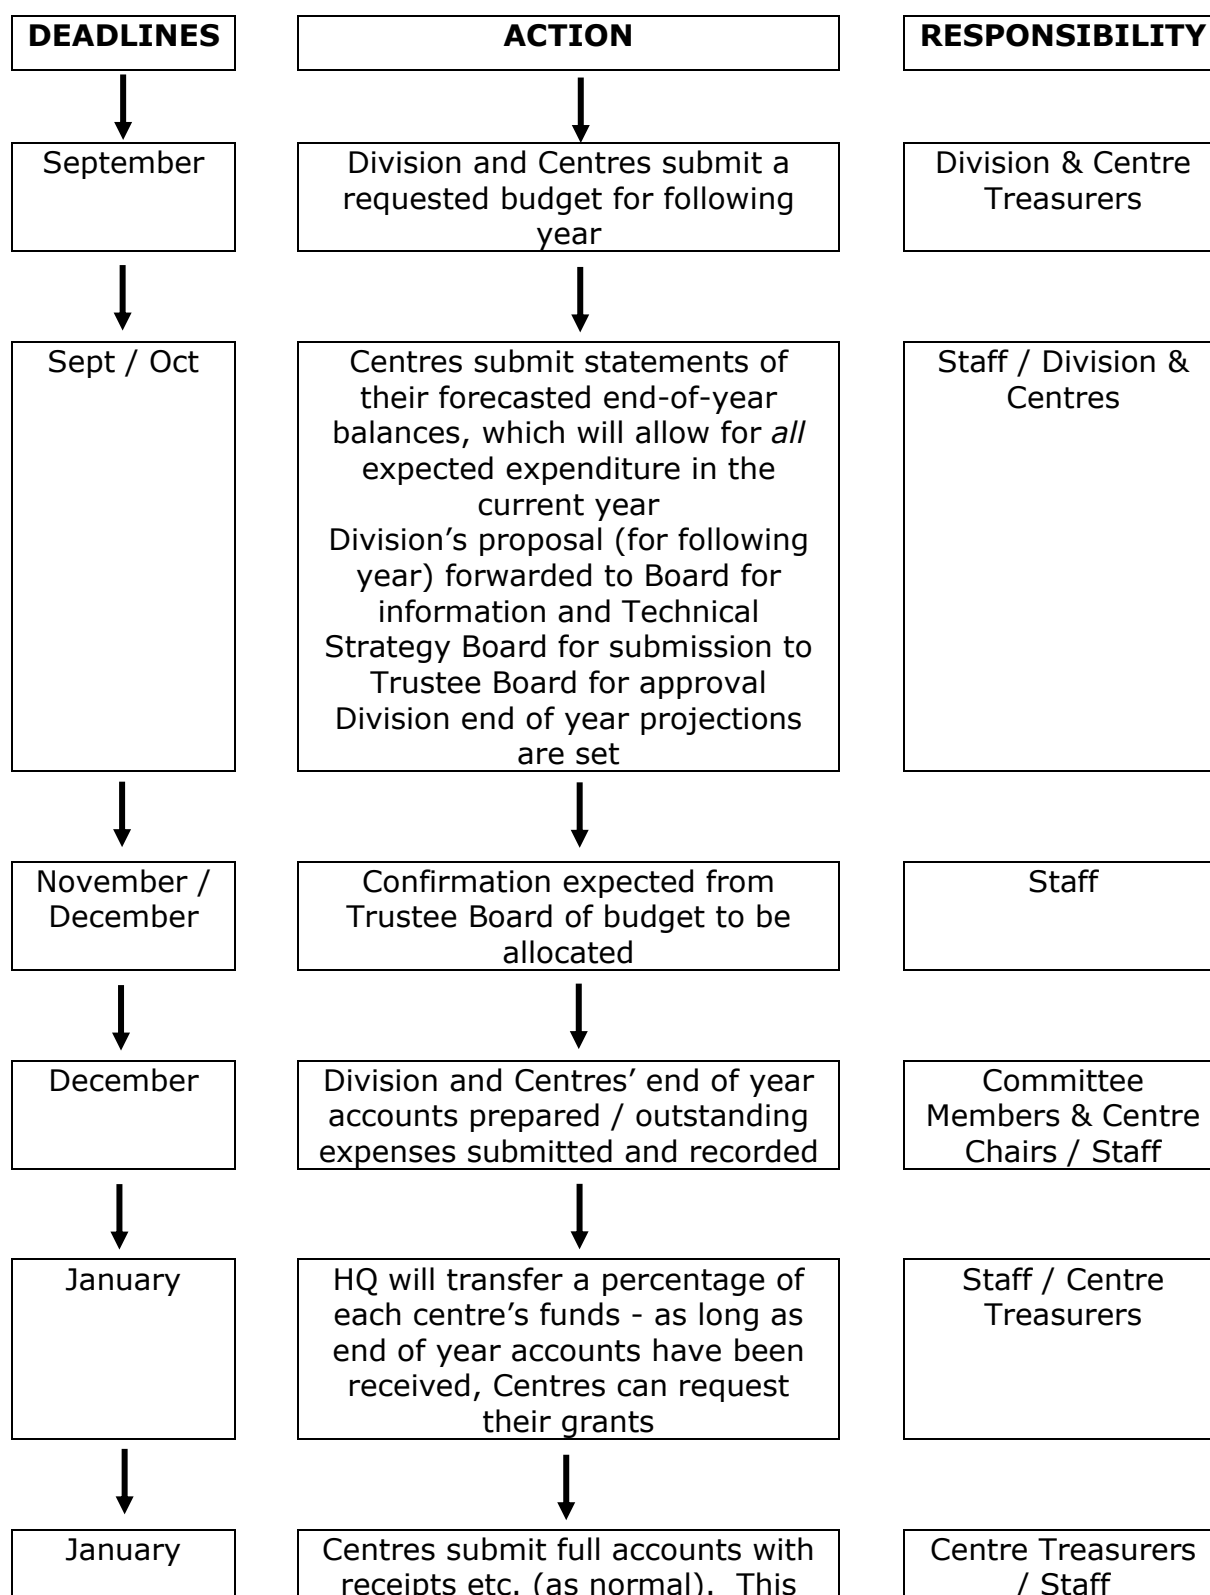 DEADLINES
ACTION
RESPONSIBILITY
September
Division and Centres submit a
requested budget for following
year
Division & Centre
Treasurers
Sept / Oct
Centres submit statements of
their forecasted end-of-year
balances, which will allow for all
expected expenditure in the
current year
Division’s proposal (for following
year) forwarded to Board for
information and Technical
Strategy Board for submission to
Trustee Board for approval
Division end of year projections
are set
Staff / Division &
Centres
November /
December
Confirmation expected from
Trustee Board of budget to be
allocated
Staff
December
Division and Centres’ end of year
accounts prepared / outstanding
expenses submitted and recorded
Committee
Members & Centre
Chairs / Staff
January
HQ will transfer a percentage of
each centre’s funds - as long as
end of year accounts have been
received, Centres can request
their grants
Staff / Centre
Treasurers
January
Centres submit full accounts with
receipts etc. (as normal).  This
Centre Treasurers
/ Staff